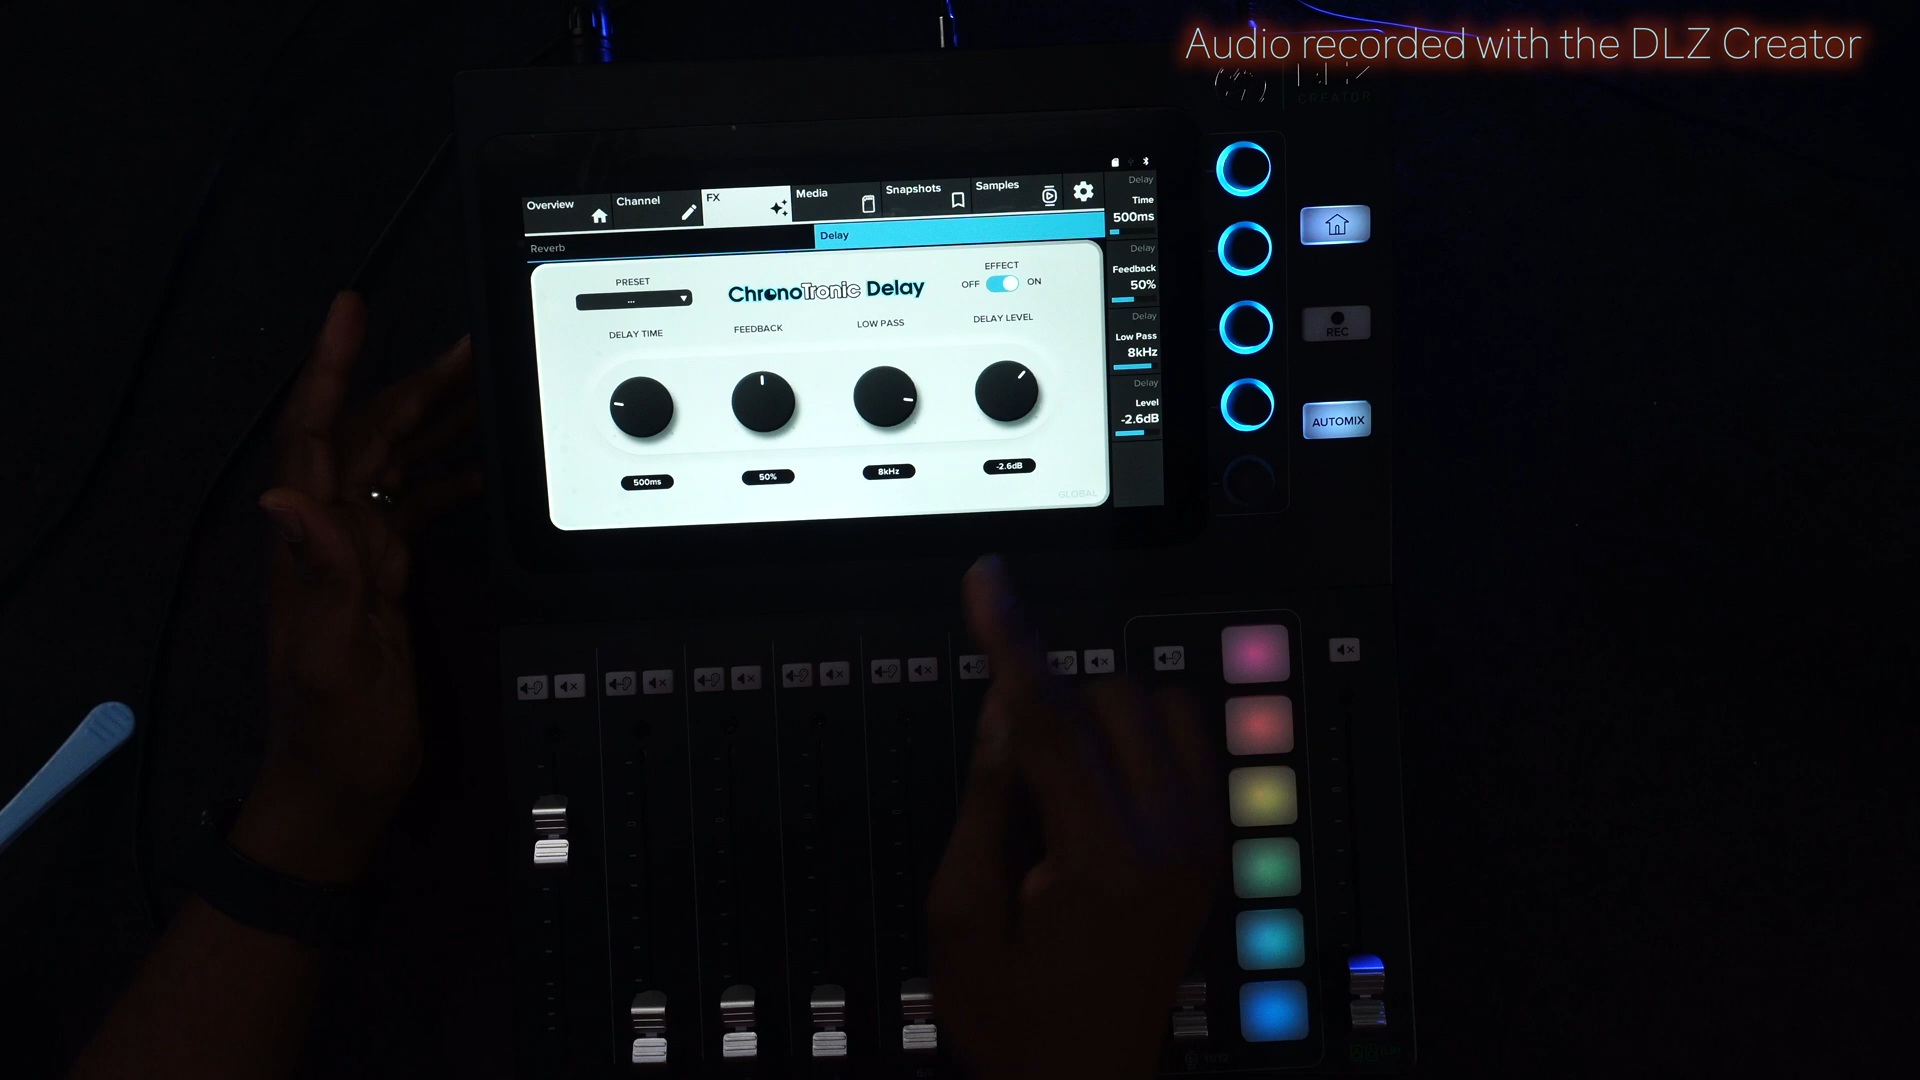 Audio recorded with the DLZ Creator
CREATOR
Overview
Channel
FX
Media
Snapshots
Samples
Delay
Time
500ms
Reverb
Delay
Delay
Feedback
50%
PRESET
...
ChronoTronic Delay
EFFECT
OFF
ON
Delay
Low Pass
8kHz
DELAY TIME
FEEDBACK
LOW PASS
DELAY LEVEL
Delay
Level
-2.6dB
500ms
50%
8kHz
-2.6dB
GLOBAL
REC
AUTOMIX